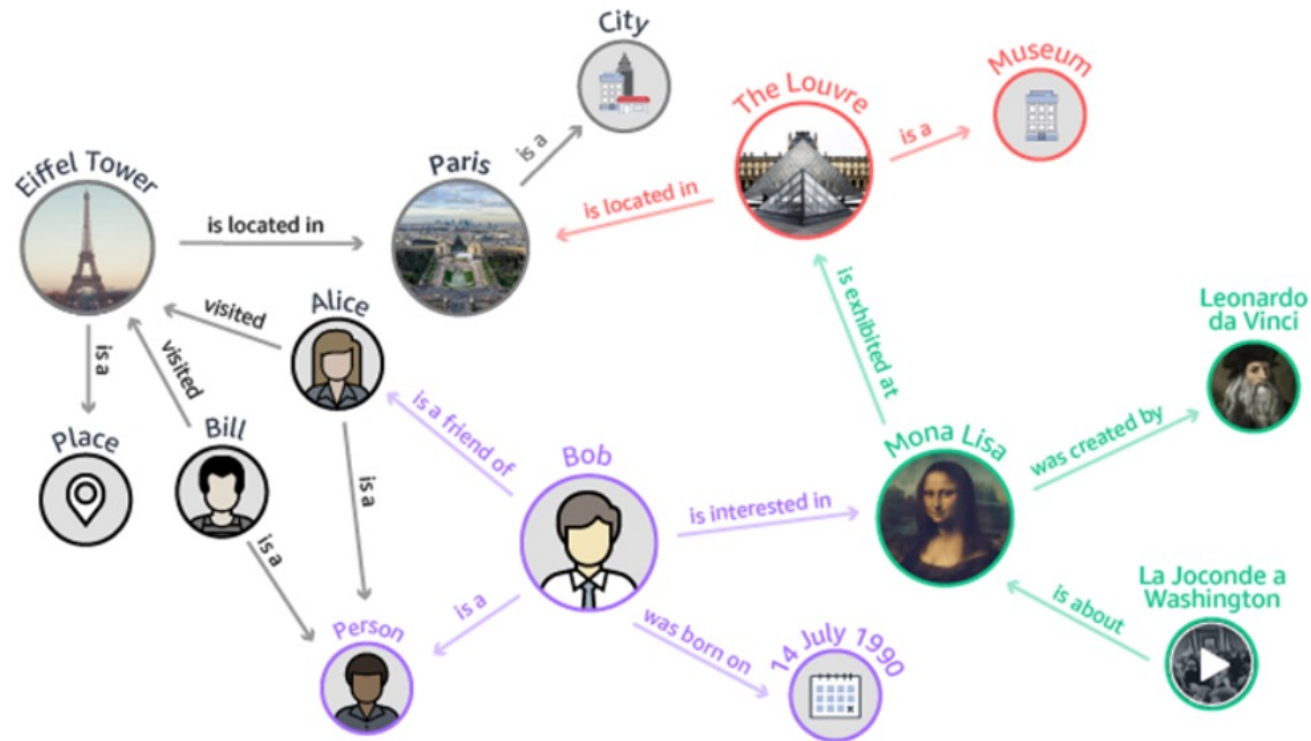 City
The Louvre
Museum
is a
is a
Eiffel Tower
Paris
is located in
is located in
Alice
visited
is exhibited at
Leonardo
da Vinci
is a
visited
is a friend of
Place
Bill
Bob
Mona Lisa
was created by
is a
is interested in
is a
La Joconde a
Washington
is about
is a
Person
was born on
14 July 1990